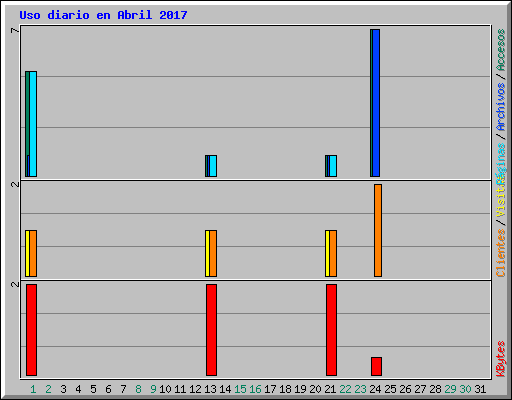 Uso diario en Abril 2017
7
2
2
Páginas / Archivos / Accesos
Clientes / Visitas
KBytes
1 2 3 4 5 6 7 8 9 10 11 12 13 14 15 16 17 18 19 20 21 22 23 24 25 26 27 28 29 30 31